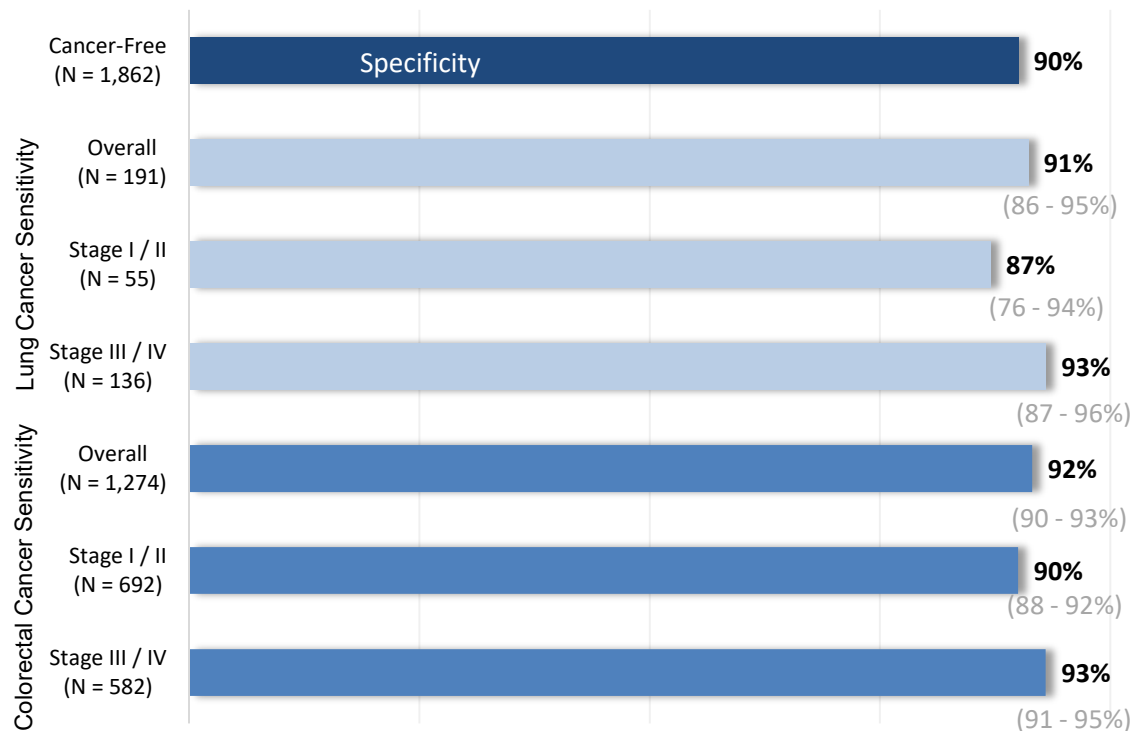 Cancer-Free
(N = 1,862)
Specificity
90%
Lung Cancer Sensitivity
Overall
(N = 191)
91%
(86 - 95%)
Stage I / II
(N = 55)
87%
(76 - 94%)
Stage III / IV
(N = 136)
93%
(87 - 96%)
Colorectal Cancer Sensitivity
Overall
(N = 1,274)
92%
(90 - 93%)
Stage I / II
(N = 692)
90%
(88 - 92%)
Stage III / IV
(N = 582)
93%
(91 - 95%)